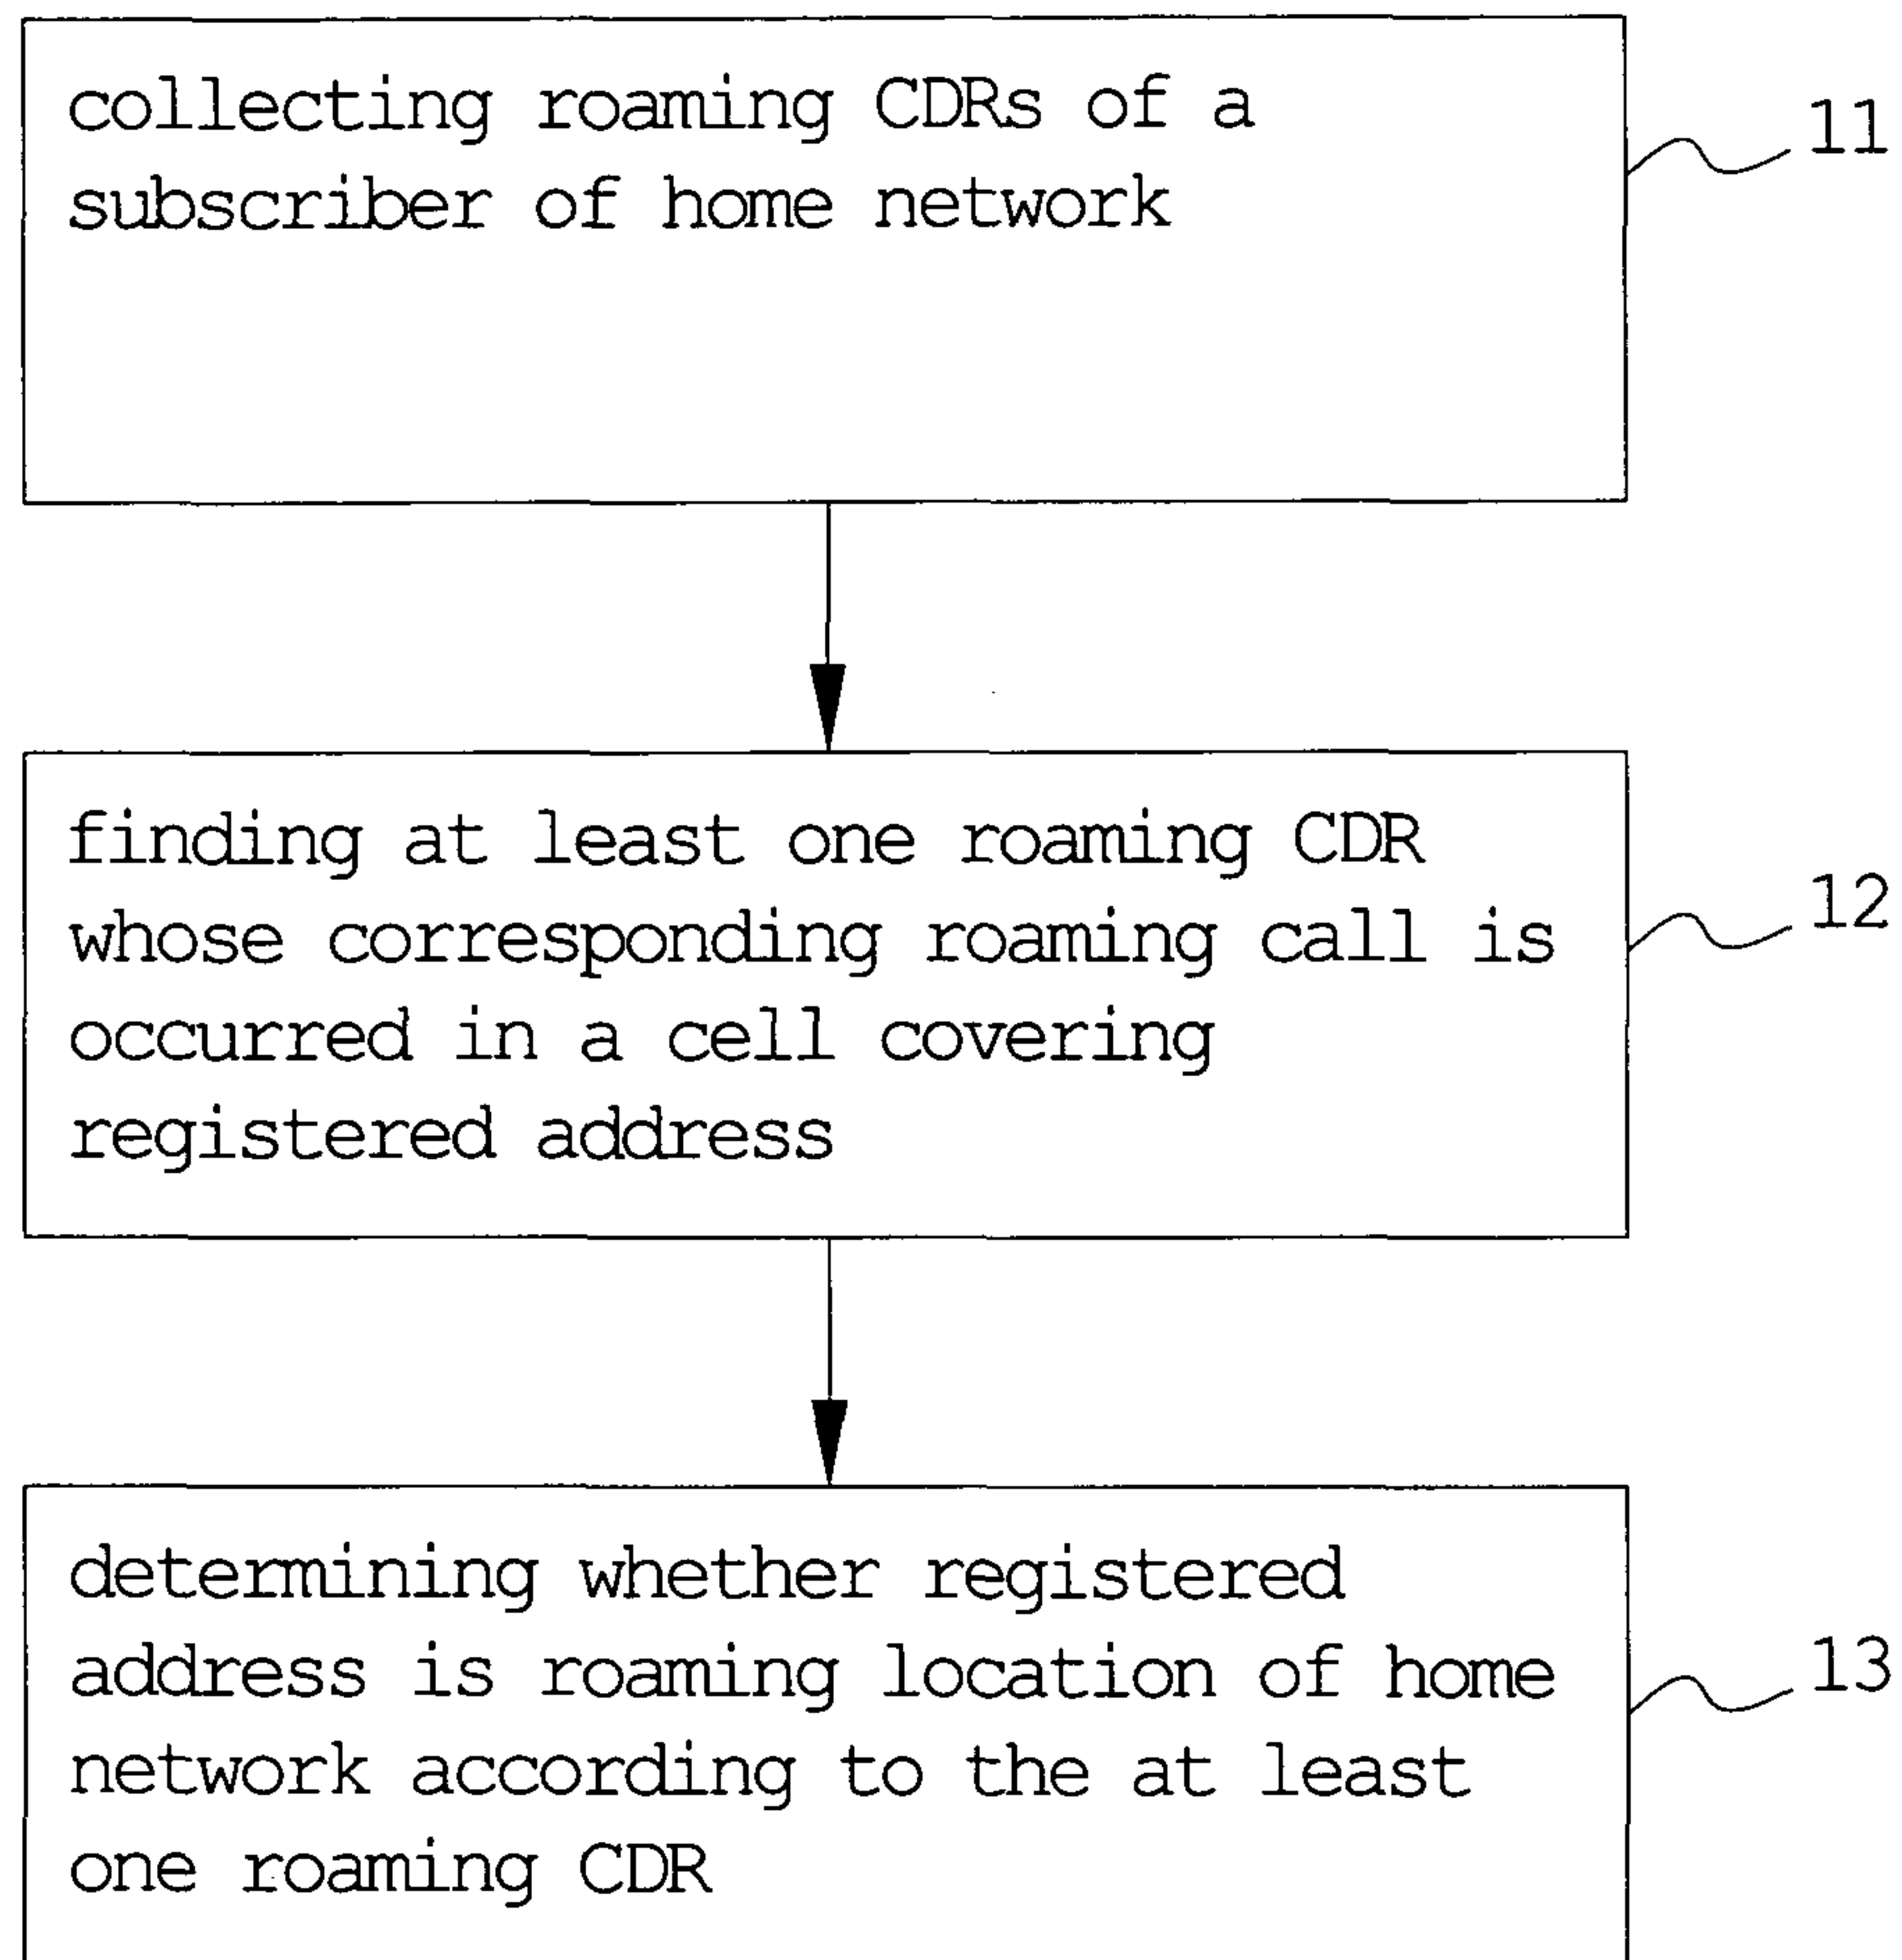 collecting roaming CDRs of a
subscriber of home network
11
finding at least one roaming CDR
whose corresponding roaming call is
occurred in a cell covering
registered address
12
determining whether registered
address is roaming location of home
network according to the at least
one roaming CDR
13